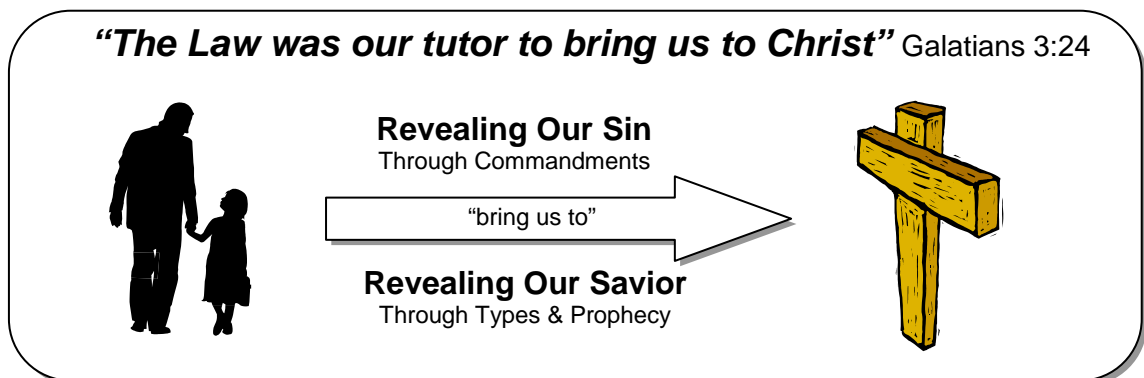 “The Law was our tutor to bring us to Christ” Galatians 3:24
Revealing Our Sin
Through Commandments
“bring us to”
Revealing Our Savior
Through Types & Prophecy